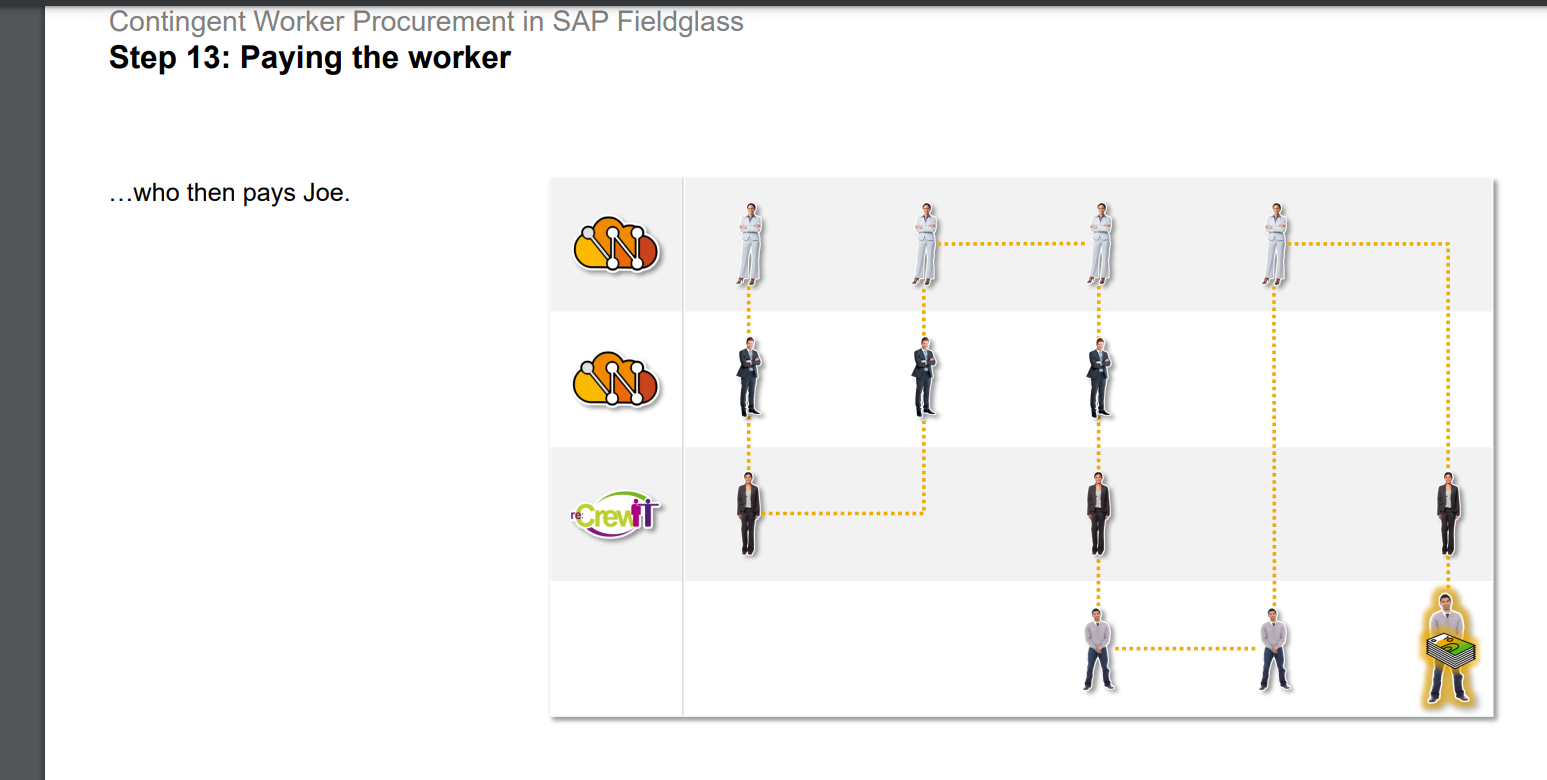 Contingent Worker Procurement in SAP Fieldglass
Step 13: Paying the worker
…who then pays Joe.
re:CrewIT